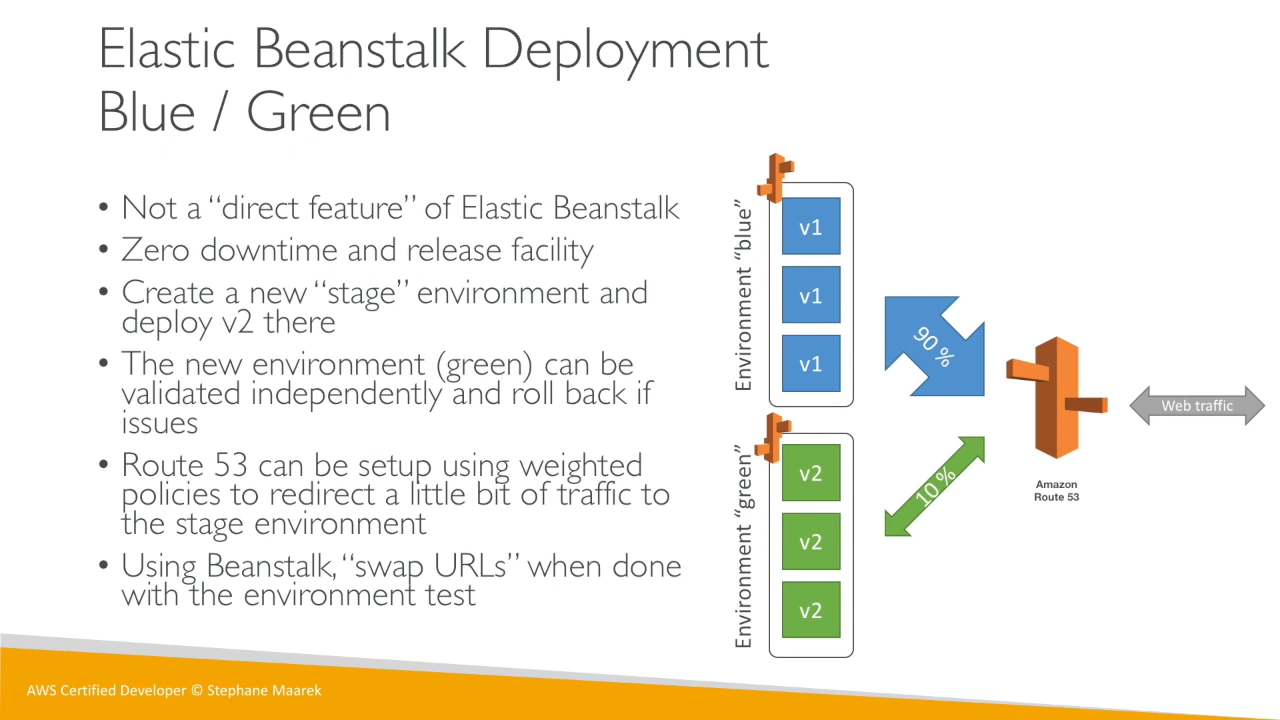 Elastic Beanstalk Deployment
Blue / Green
• Not a “direct feature” of Elastic Beanstalk
• Zero downtime and release facility
• Create a new “stage” environment and
deploy v2 there
• The new environment (green) can be
validated independently and roll back if
issues
• Route 53 can be setup using weighted
policies to redirect a little bit of traffic to
the stage environment
• Using Beanstalk, “swap URLs” when done
with the environment test
Environment “blue”
v1
v1
v1
90 %
Environment “green”
v2
v2
v2
10 %
Amazon
Route 53
Web traffic
AWS Certified Developer © Stephane Maarek